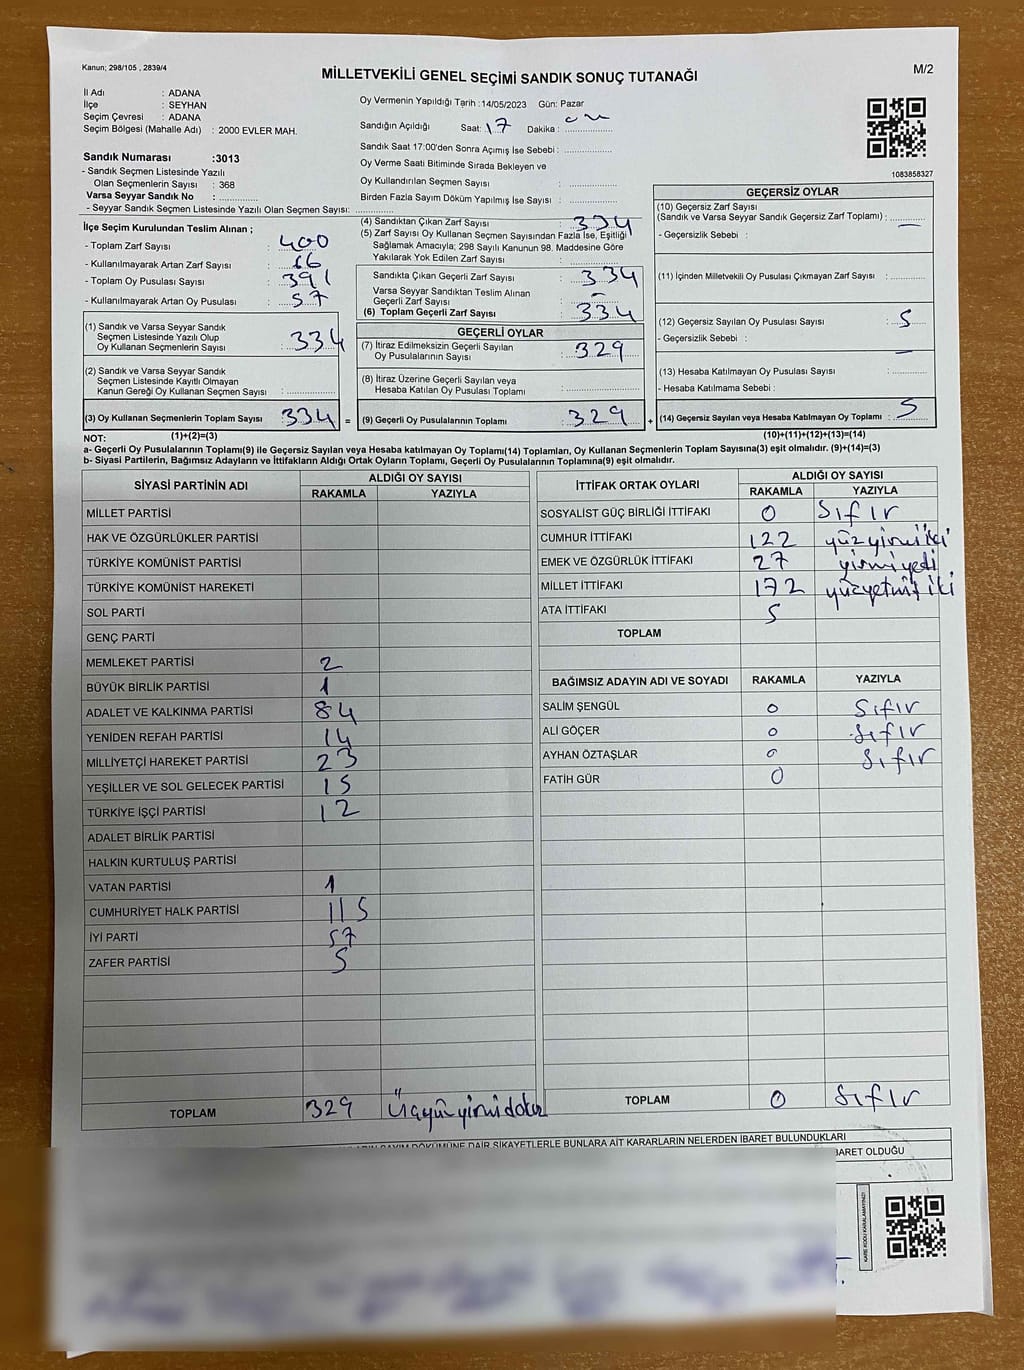 Kanun; 298/105 , 2839/4
MİLLETVEKİLİ GENEL SEÇİMİ SANDIK SONUÇ TUTANAĞI
M/2
İl Adı : ADANA
İlçe : SEYHAN
Seçim Çevresi : ADANA
Seçim Bölgesi (Mahalle Adı) : 2000 EVLER MAH.
Sandık Numarası :3013
- Sandık Seçmen Listesinde Yazılı
Olan Seçmenlerin Sayısı : 368
Varsa Seyyar Sandık No :
- Seyyar Sandık Seçmen Listesinde Yazılı Olan Seçmen Sayısı:
Oy Vermenin Yapıldığı Tarih :14/05/2023 Gün: Pazar
Sandığın Açıldığı Saat: 17 Dakika :
Sandık Saat 17:00'den Sonra Açımış İse Sebebi :
Oy Verme Saati Bitiminde Sırada Bekleyen ve
Oy Kullandırılan Seçmen Sayısı :
Birden Fazla Sayım Döküm Yapılmış İse Sayısı :
1083858327
İlçe Seçim Kurulundan Teslim Alınan ;
- Toplam Zarf Sayısı : 400
- Kullanılmayarak Artan Zarf Sayısı : 66
- Toplam Oy Pusulası Sayısı : 391
- Kullanılmayarak Artan Oy Pusulası : 57
(1) Sandık ve Varsa Seyyar Sandık
Seçmen Listesinde Yazılı Olup
Oy Kullanan Seçmenlerin Sayısı : 334
(2) Sandık ve Varsa Seyyar Sandık
Seçmen Listesinde Kayıtlı Olmayan
Kanun Gereği Oy Kullanan Seçmen Sayısı :
(3) Oy Kullanan Seçmenlerin Toplam Sayısı : 334 =
(4) Sandıktan Çıkan Zarf Sayısı : 334
(5) Zarf Sayısı Oy Kullanan Seçmen Sayısından Fazla İse, Eşitliği
Sağlamak Amacıyla; 298 Sayılı Kanunun 98. Maddesine Göre
Yakılarak Yok Edilen Zarf Sayısı :
Sandıkta Çıkan Geçerli Zarf Sayısı : 334
Varsa Seyyar Sandıktan Teslim Alınan
Geçerli Zarf Sayısı : -
(6) Toplam Geçerli Zarf Sayısı : 334
GEÇERLİ OYLAR
(7) İtiraz Edilmeksizin Geçerli Sayılan
Oy Pusulalarının Sayısı : 329
(8) İtiraz Üzerine Geçerli Sayılan veya
Hesaba Katılan Oy Pusulası Toplamı :
(9) Geçerli Oy Pusulalarının Toplamı : 329 +
GEÇERSİZ OYLAR
(10) Geçersiz Zarf Sayısı
(Sandık ve Varsa Seyyar Sandık Geçersiz Zarf Toplamı) :
- Geçersizlik Sebebi : —
(11) İçinden Milletvekili Oy Pusulası Çıkmayan Zarf Sayısı :
(12) Geçersiz Sayılan Oy Pusulası Sayısı : 5
- Geçersizlik Sebebi :
—
(13) Hesaba Katılmayan Oy Pusulası Sayısı :
- Hesaba Katılmama Sebebi :
(14) Geçersiz Sayılan veya Hesaba Katılmayan Oy Toplamı : 5
NOT: (1)+(2)=(3) (10)+(11)+(12)+(13)=(14)
a- Geçerli Oy Pusulalarının Toplamı(9) ile Geçersiz Sayılan veya Hesaba katılmayan Oy Toplamı(14) Toplamları, Oy Kullanan Seçmenlerin Toplam Sayısına(3) eşit olmalıdır. (9)+(14)=(3)
b- Siyasi Partilerin, Bağımsız Adayların ve İttifakların Aldığı Ortak Oyların Toplamı, Geçerli Oy Pusulalarının Toplamına(9) eşit olmalıdır.
SİYASİ PARTİNİN ADI ALDIĞI OY SAYISI
RAKAMLA YAZIYLA
MİLLET PARTİSİ
HAK VE ÖZGÜRLÜKLER PARTİSİ
TÜRKİYE KOMÜNİST PARTİSİ
TÜRKİYE KOMÜNİST HAREKETİ
SOL PARTİ
GENÇ PARTİ
MEMLEKET PARTİSİ 2
BÜYÜK BİRLİK PARTİSİ 1
ADALET VE KALKINMA PARTİSİ 84
YENİDEN REFAH PARTİSİ 14
MİLLİYETÇİ HAREKET PARTİSİ 23
YEŞİLLER VE SOL GELECEK PARTİSİ 15
TÜRKİYE İŞÇİ PARTİSİ 12
ADALET BİRLİK PARTİSİ
HALKIN KURTULUŞ PARTİSİ
VATAN PARTİSİ 1
CUMHURİYET HALK PARTİSİ 115
İYİ PARTİ 57
ZAFER PARTİSİ 5
TOPLAM 329 Üçyüzyirmidokuz
İTTİFAK ORTAK OYLARI ALDIĞI OY SAYISI
RAKAMLA YAZIYLA
SOSYALİST GÜÇ BİRLİĞİ İTTİFAKI 0 Sıfır
CUMHUR İTTİFAKI 122 yüzyirmiiki
EMEK VE ÖZGÜRLÜK İTTİFAKI 27 yirmiyedi
MİLLET İTTİFAKI 172 yüzyetmişiki
ATA İTTİFAKI 5
TOPLAM
BAĞIMSIZ ADAYIN ADI VE SOYADI RAKAMLA YAZIYLA
SALİM ŞENGÜL 0 Sıfır
ALİ GÖÇER 0 Sıfır
AYHAN ÖZTAŞLAR 0 Sıfır
FATİH GÜR 0
TOPLAM 0 Sıfır
DÖKÜMÜNE DAİR ŞİKAYETLERLE BUNLARA AİT KARARLARIN NELERDEN İBARET BULUNDUKLARI
BARET OLDUĞU
KARE KODU KARALAMAYINIZ!